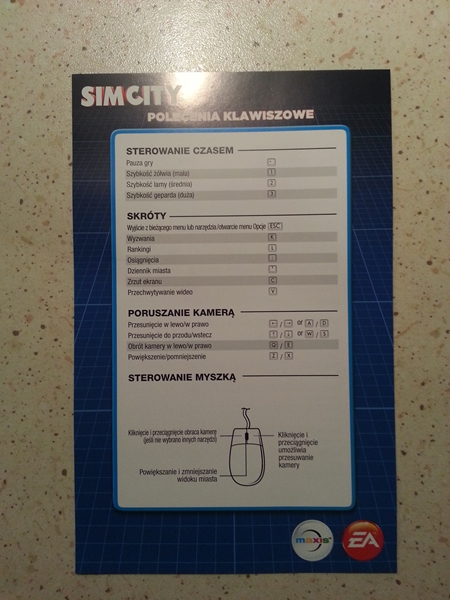 SIMCITY
POLECENIA KLAWISZOWE
STEROWANIE CZASEM
Pauza gry
Szybkość żółwia (mała) 1
Szybkość lamy (średnia) 2
Szybkość geparda (duża) 3
SKRÓTY
Wyjście z bieżącego menu lub narzędzia/otwarcie menu Opcje ESC
Wyzwania K
Rankingi L
Osiągnięcia
Dziennik miasta
Zrzut ekranu C
Przechwytywanie wideo V
PORUSZANIE KAMERĄ
Przesunięcie w lewo/w prawo ← / → or A / D
Przesunięcie do przodu/wstecz ↑ / ↓ or W / S
Obrót kamery w lewo/w prawo Q / E
Powiększenie/pomniejszenie Z / X
STEROWANIE MYSZKĄ
Kliknięcie i przeciągnięcie obraca kamerę
(jeśli nie wybrano innych narzędzi)
Kliknięcie i
przeciągnięcie
umożliwia
przesuwanie
kamery
Powiększanie i zmniejszanie
widoku miasta
maxis
EA